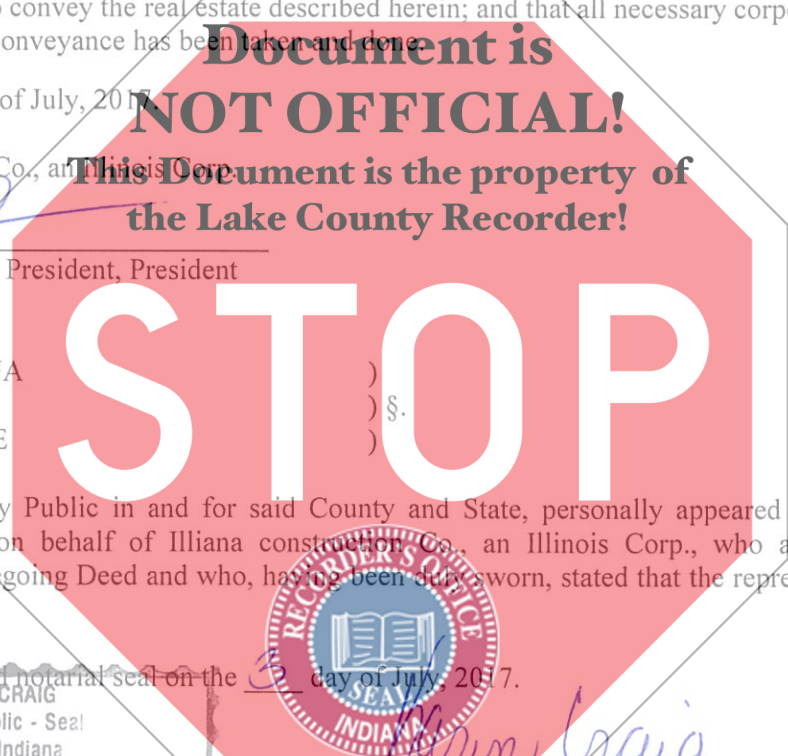 convey the real estate described herein; and that all necessary corp
onveyance has been taken and done.
Document is
of July, 2017.
NOT OFFICIAL!
Co., an Illinois Corp.
This Document is the property of
the Lake County Recorder!
President, President
STOP
A )
) §.
E )
y Public in and for said County and State, personally appeared
on behalf of Illiana construction Co., an Illinois Corp., who a
going Deed and who, having been duly sworn, stated that the repre
RECORDER'S OFFICE
SEAL
INDIANA
d notarial seal on the 3 day of July, 2017.
CRAIG
lic - Seal
Indiana
Craig